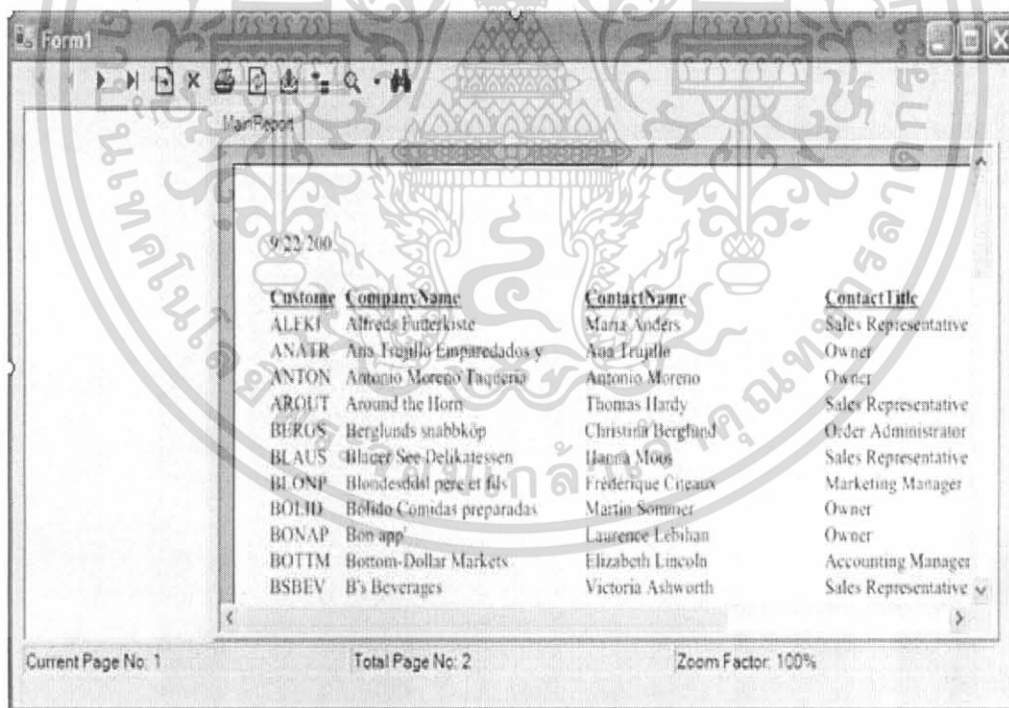 Form1
MainReport
9/22/200
Custome CompanyName ContactName ContactTitle
ALFKI Alfreds Futterkiste Maria Anders Sales Representative
ANATR Ana Trujillo Emparedados y Ana Trujillo Owner
ANTON Antonio Moreno Taquería Antonio Moreno Owner
AROUT Around the Horn Thomas Hardy Sales Representative
BERGS Berglunds snabbköp Christina Berglund Order Administrator
BLAUS Blauer See Delikatessen Hanna Moos Sales Representative
BLONP Blondesddsl père et fils Frédérique Citeaux Marketing Manager
BOLID Bólido Comidas preparadas Martín Sommer Owner
BONAP Bon app' Laurence Lebihan Owner
BOTTM Bottom-Dollar Markets Elizabeth Lincoln Accounting Manager
BSBEV B's Beverages Victoria Ashworth Sales Representative
Current Page No: 1 Total Page No: 2 Zoom Factor: 100%